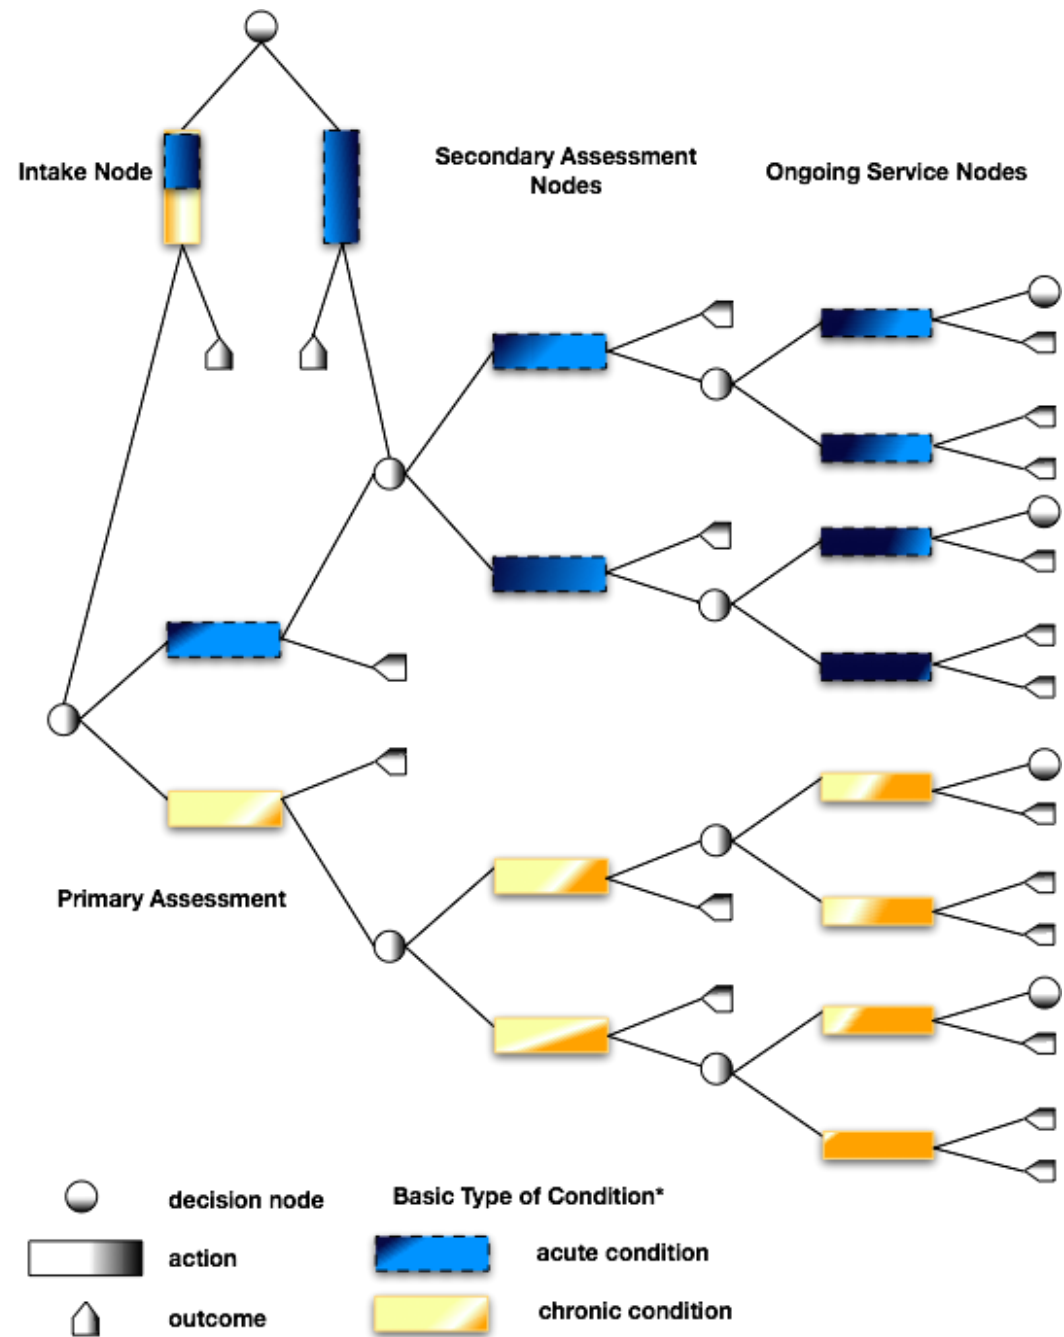 Intake Node
Secondary Assessment
Nodes
Ongoing Service Nodes
Primary Assessment
decision node
action
outcome
Basic Type of Condition*
acute condition
chronic condition